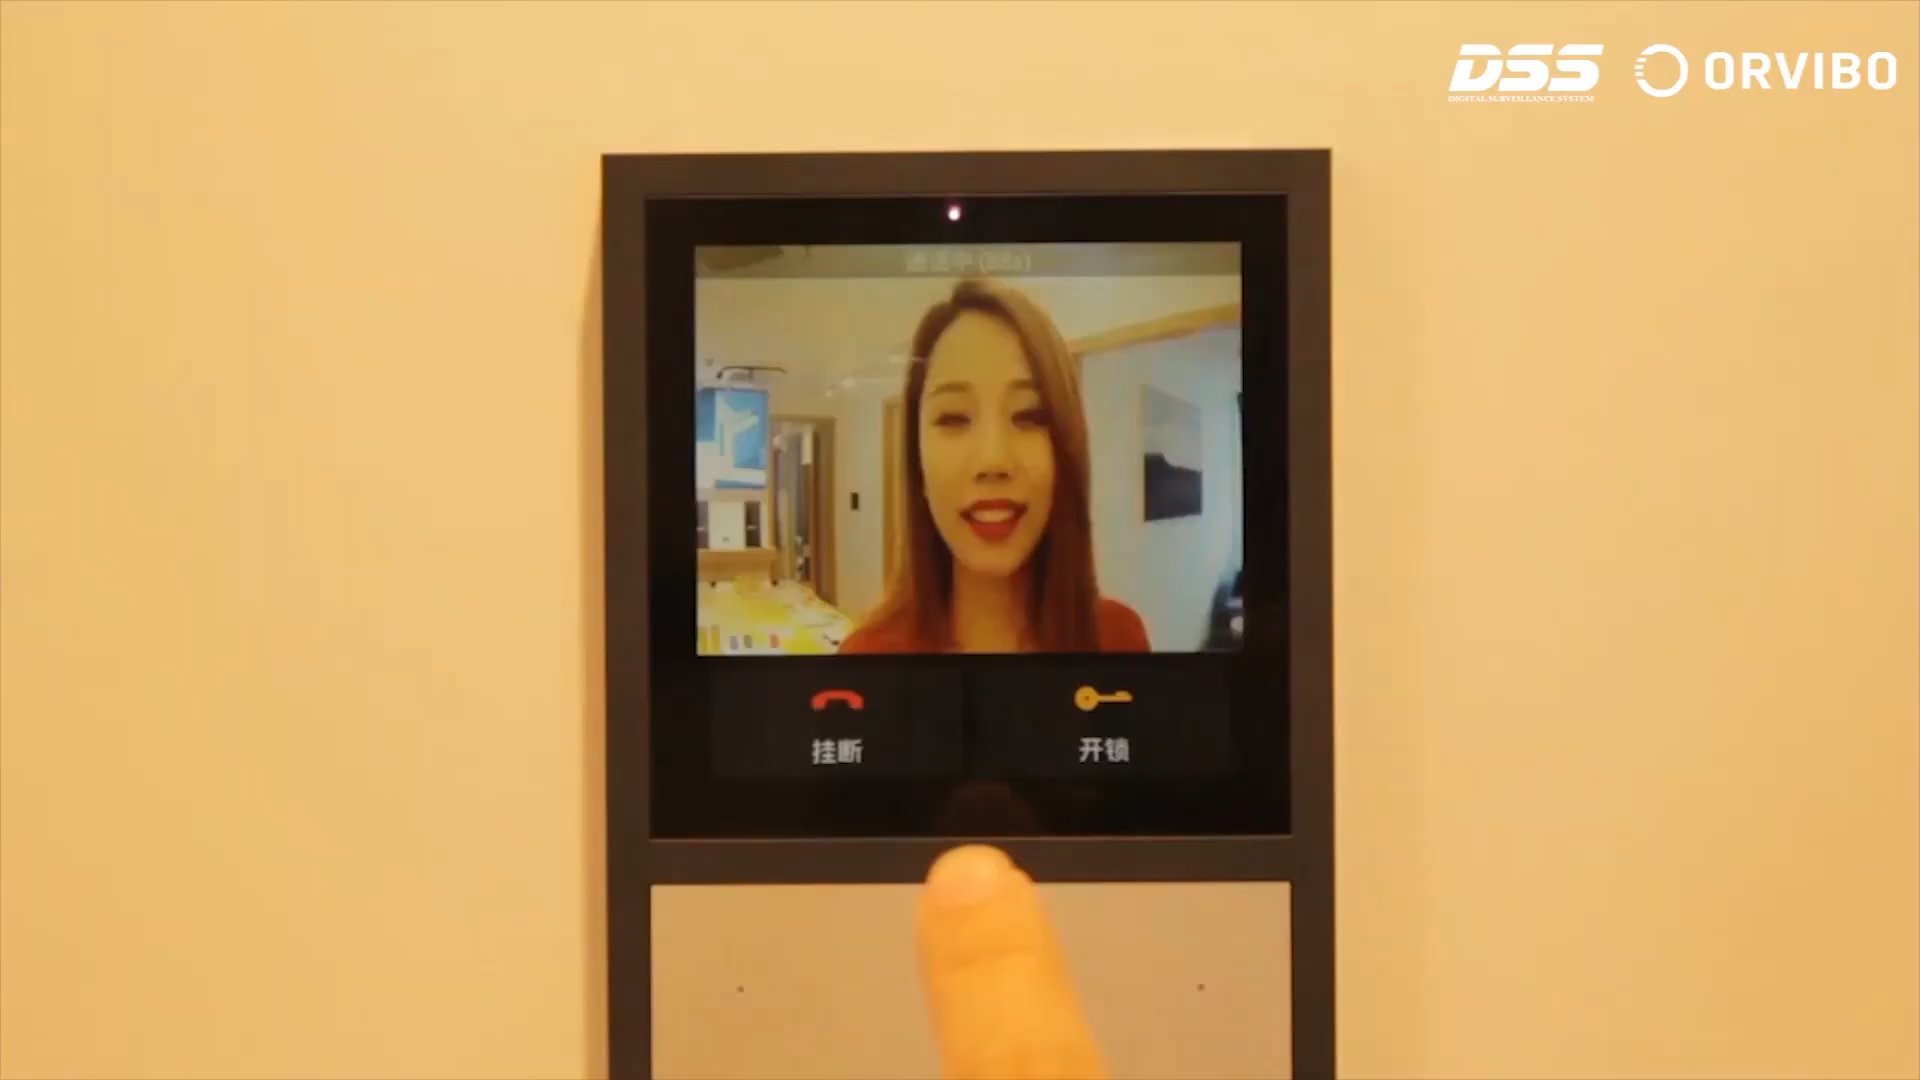 DSS
DIGITAL SURVEILLANCE SYSTEM
ORVIBO
挂断
开锁